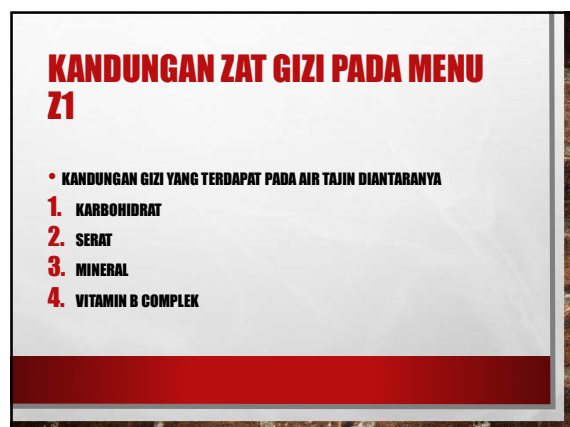 KANDUNGAN ZAT GIZI PADA MENU
Z1
• KANDUNGAN GIZI YANG TERDAPAT PADA AIR TAJIN DIANTARANYA
1. KARBOHIDRAT
2. SERAT
3. MINERAL
4. VITAMIN B COMPLEK